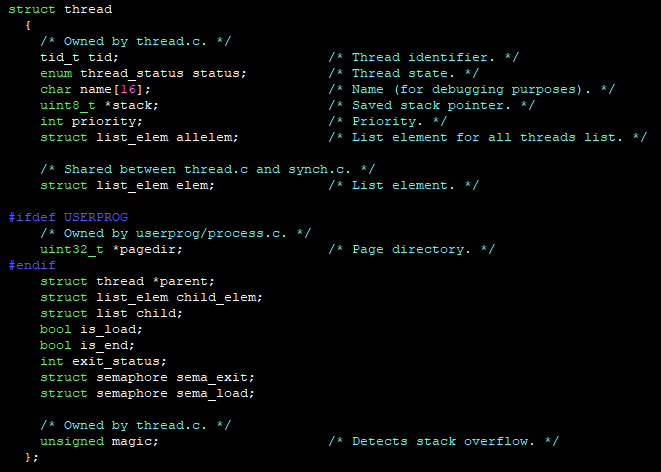 struct thread
  {
    /* Owned by thread.c. */
    tid_t tid;                          /* Thread identifier. */
    enum thread_status status;          /* Thread state. */
    char name[16];                      /* Name (for debugging purposes). */
    uint8_t *stack;                     /* Saved stack pointer. */
    int priority;                       /* Priority. */
    struct list_elem allelem;           /* List element for all threads list. */

    /* Shared between thread.c and synch.c. */
    struct list_elem elem;              /* List element. */

#ifdef USERPROG
    /* Owned by userprog/process.c. */
    uint32_t *pagedir;                  /* Page directory. */
#endif
    struct thread *parent;
    struct list_elem child_elem;
    struct list child;
    bool is_load;
    bool is_end;
    int exit_status;
    struct semaphore sema_exit;
    struct semaphore sema_load;

    /* Owned by thread.c. */
    unsigned magic;                     /* Detects stack overflow. */
  };